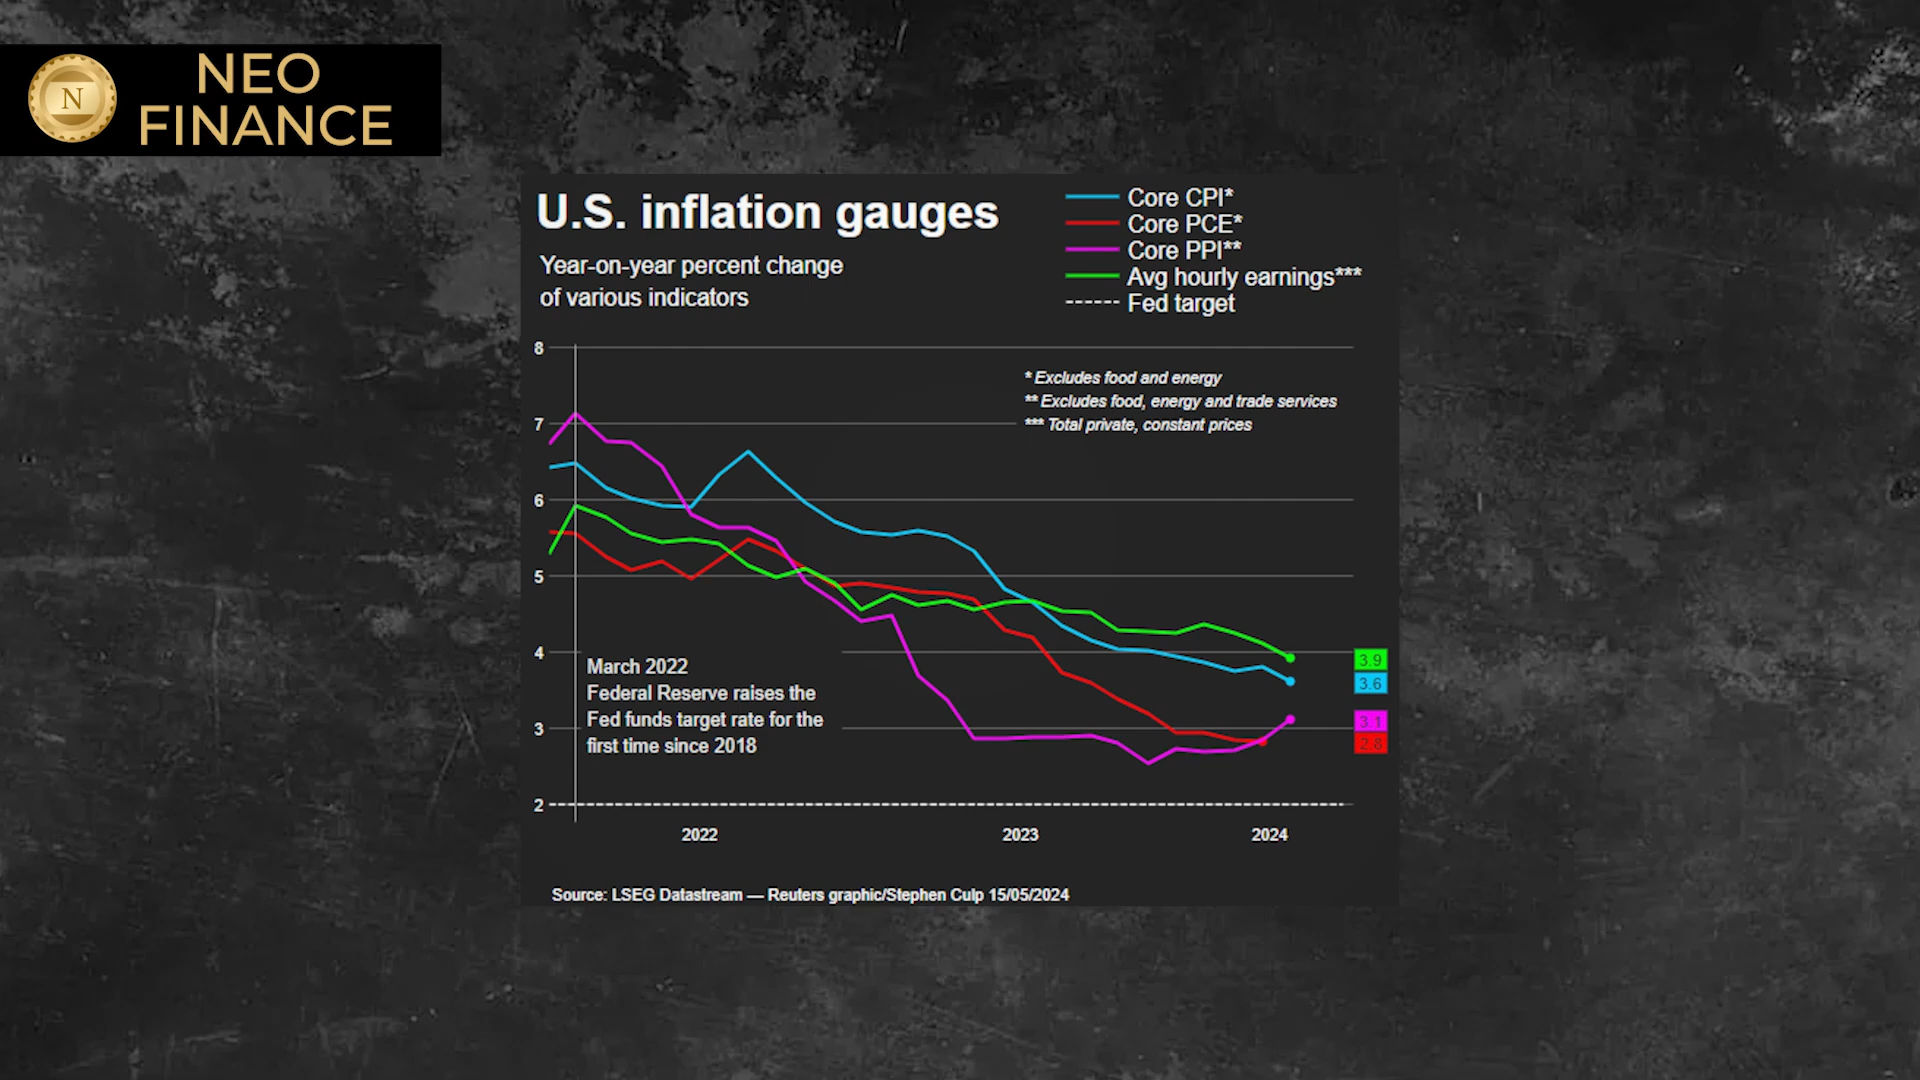 NEO
FINANCE
N
U.S. inflation gauges
Year-on-year percent change
of various indicators
Core CPI*
Core PCE*
Core PPI**
Avg hourly earnings***
Fed target
8
7
6
5
4
3
2
* Excludes food and energy
** Excludes food, energy and trade services
*** Total private, constant prices
March 2022
Federal Reserve raises the
Fed funds target rate for the
first time since 2018
3.9
3.6
3.1
2.8
2022 2023 2024
Source: LSEG Datastream — Reuters graphic/Stephen Culp 15/05/2024